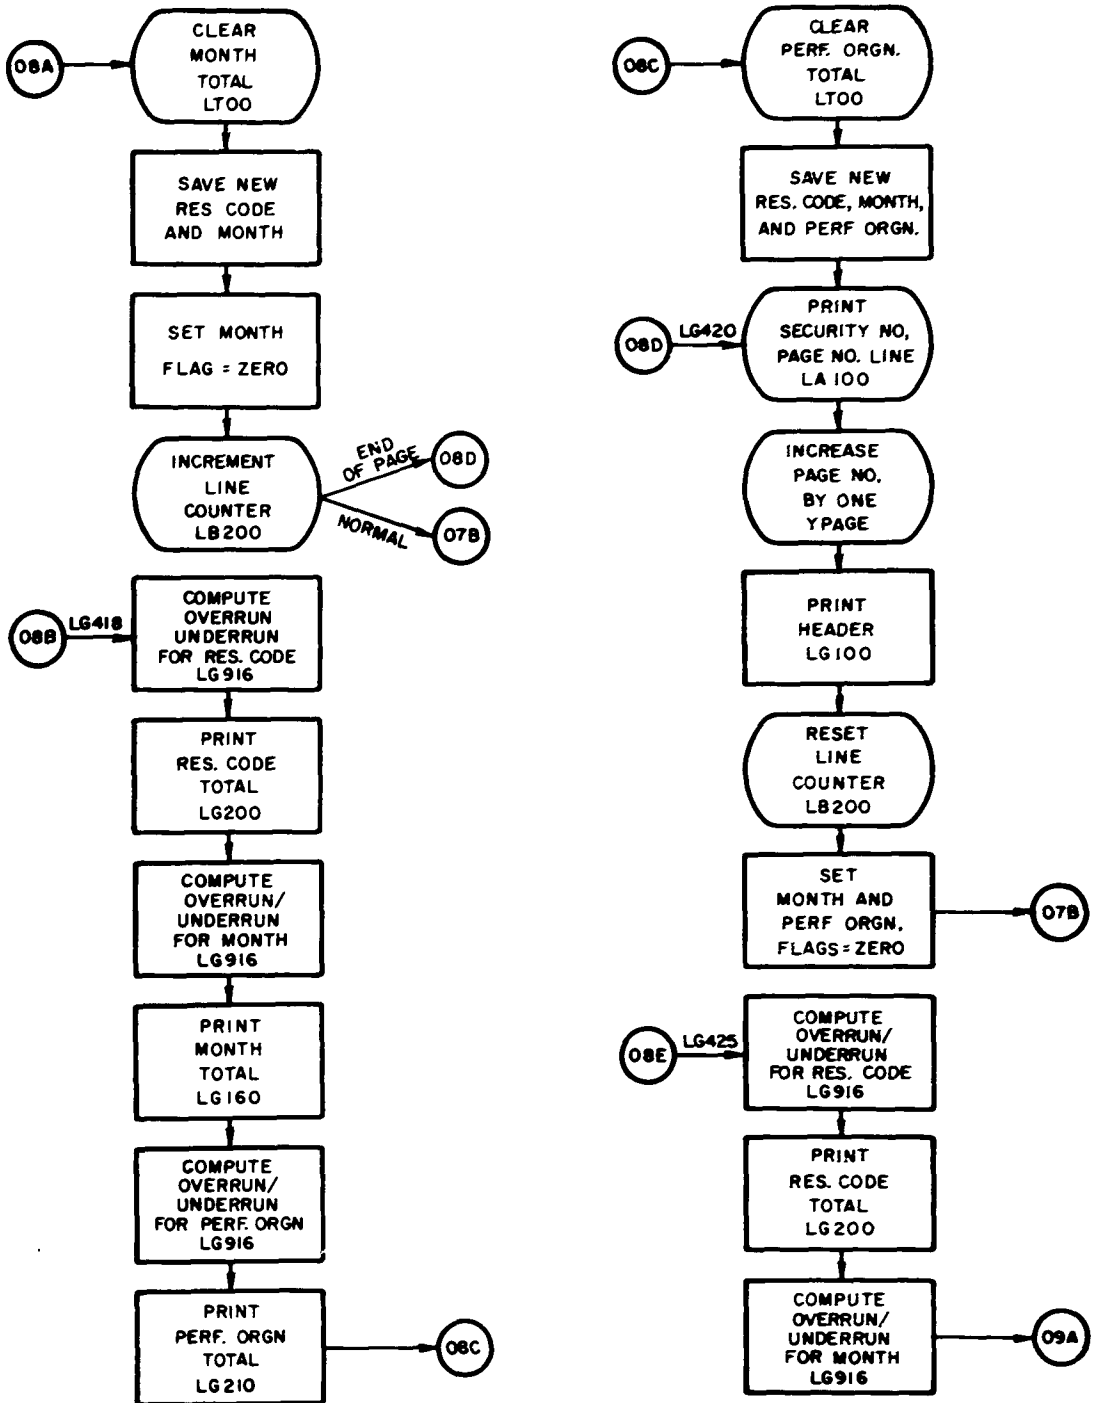 08A
CLEAR
MONTH
TOTAL
LT00
SAVE NEW
RES CODE
AND MONTH
SET MONTH
FLAG = ZERO
INCREMENT
LINE
COUNTER
LB200
END
OF PAGE
08D
NORMAL
07B
08B
LG418
COMPUTE
OVERRUN
UNDERRUN
FOR RES. CODE
LG916
PRINT
RES. CODE
TOTAL
LG200
COMPUTE
OVERRUN/
UNDERRUN
FOR MONTH
LG916
PRINT
MONTH
TOTAL
LG160
COMPUTE
OVERRUN/
UNDERRUN
FOR PERF. ORGN
LG916
PRINT
PERF. ORGN
TOTAL
LG210
08C
08C
CLEAR
PERF. ORGN.
TOTAL
LT00
SAVE NEW
RES. CODE, MONTH,
AND PERF ORGN.
08D
LG420
PRINT
SECURITY NO,
PAGE NO. LINE
LA100
INCREASE
PAGE NO.
BY ONE
YPAGE
PRINT
HEADER
LG100
RESET
LINE
COUNTER
LB200
SET
MONTH AND
PERF ORGN,
FLAGS = ZERO
07B
08E
LG425
COMPUTE
OVERRUN/
UNDERRUN
FOR RES. CODE
LG916
PRINT
RES. CODE
TOTAL
LG200
COMPUTE
OVERRUN/
UNDERRUN
FOR MONTH
LG916
09A